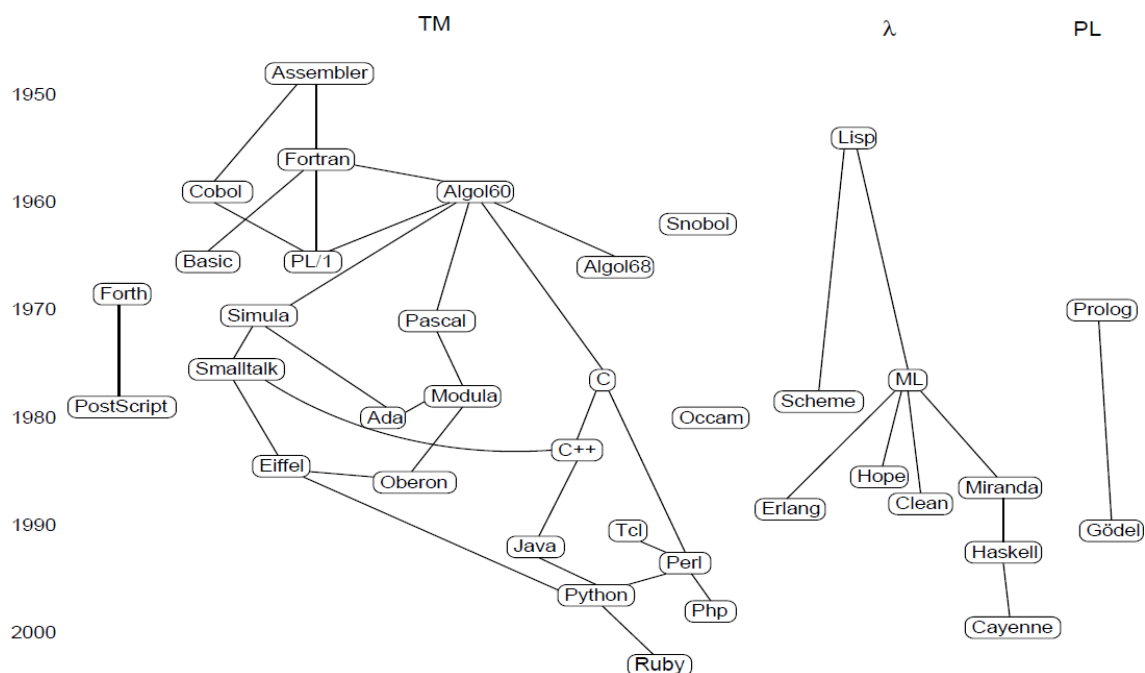 TM
λ
PL
Assembler
1950
Lisp
Fortran
Cobol
Algol60
1960
Snobol
Basic
PL/1
Algol68
Forth
1970
Simula
Pascal
Prolog
Smalltalk
C
ML
Modula
Scheme
PostScript
1980
Ada
Occam
C++
Eiffel
Oberon
Hope
Miranda
Erlang
Clean
1990
Tcl
Gödel
Java
Haskell
Perl
Python
Php
Cayenne
2000
Ruby